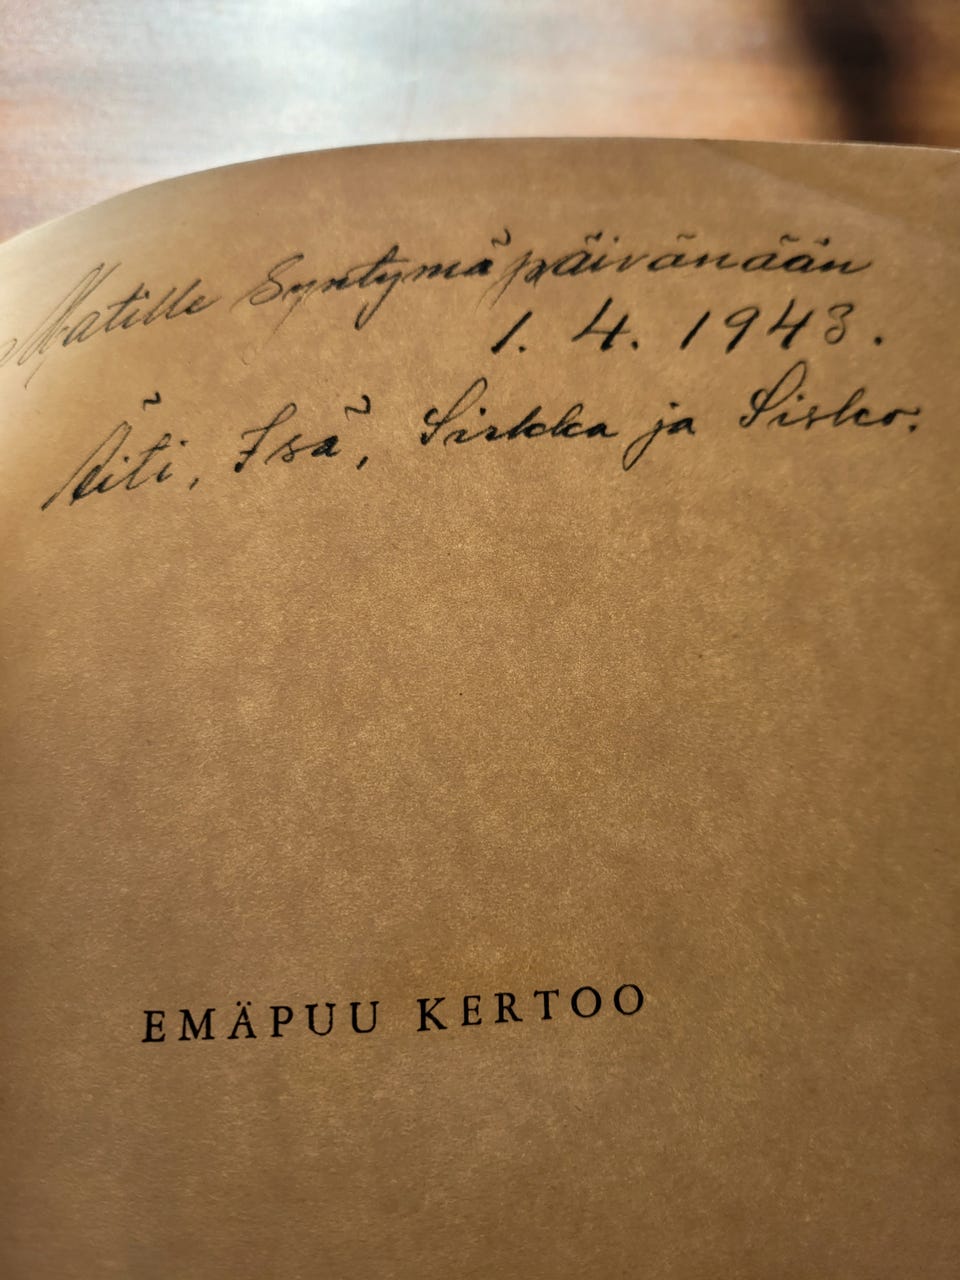 Matille Syntymäpäivänään
1. 4. 1943.
Äiti, Isä, Sirkka ja Sisko.
EMÄPUU KERTOO